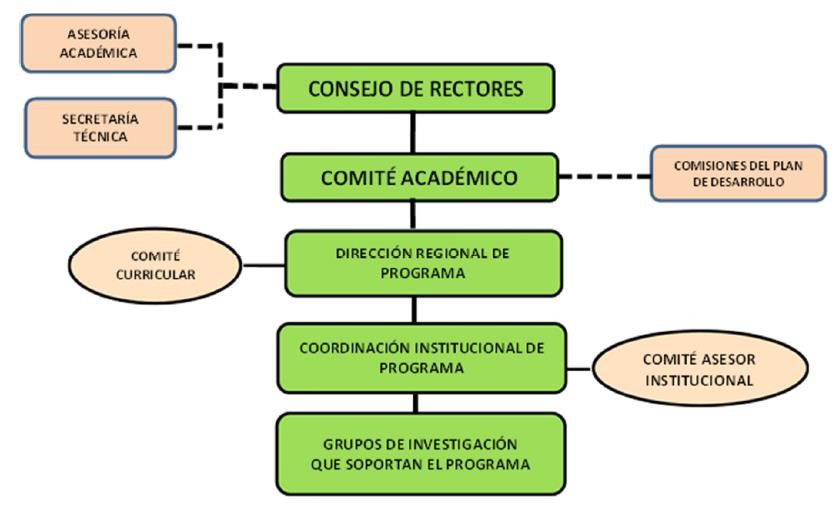 ASESORÍA
ACADÉMICA
SECRETARÍA
TÉCNICA
CONSEJO DE RECTORES
COMITÉ ACADÉMICO
COMISIONES DEL PLAN
DE DESARROLLO
COMITÉ
CURRICULAR
DIRECCIÓN REGIONAL DE
PROGRAMA
COORDINACIÓN INSTITUCIONAL DE
PROGRAMA
COMITÉ ASESOR
INSTITUCIONAL
GRUPOS DE INVESTIGACIÓN
QUE SOPORTAN EL PROGRAMA